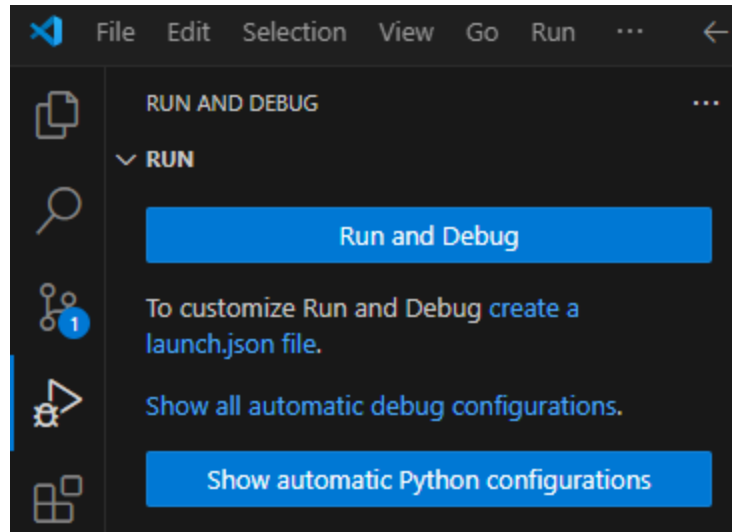 File Edit Selection View Go Run ...
RUN AND DEBUG ...
RUN
Run and Debug
To customize Run and Debug create a
launch.json file.
1
Show all automatic debug configurations.
Show automatic Python configurations